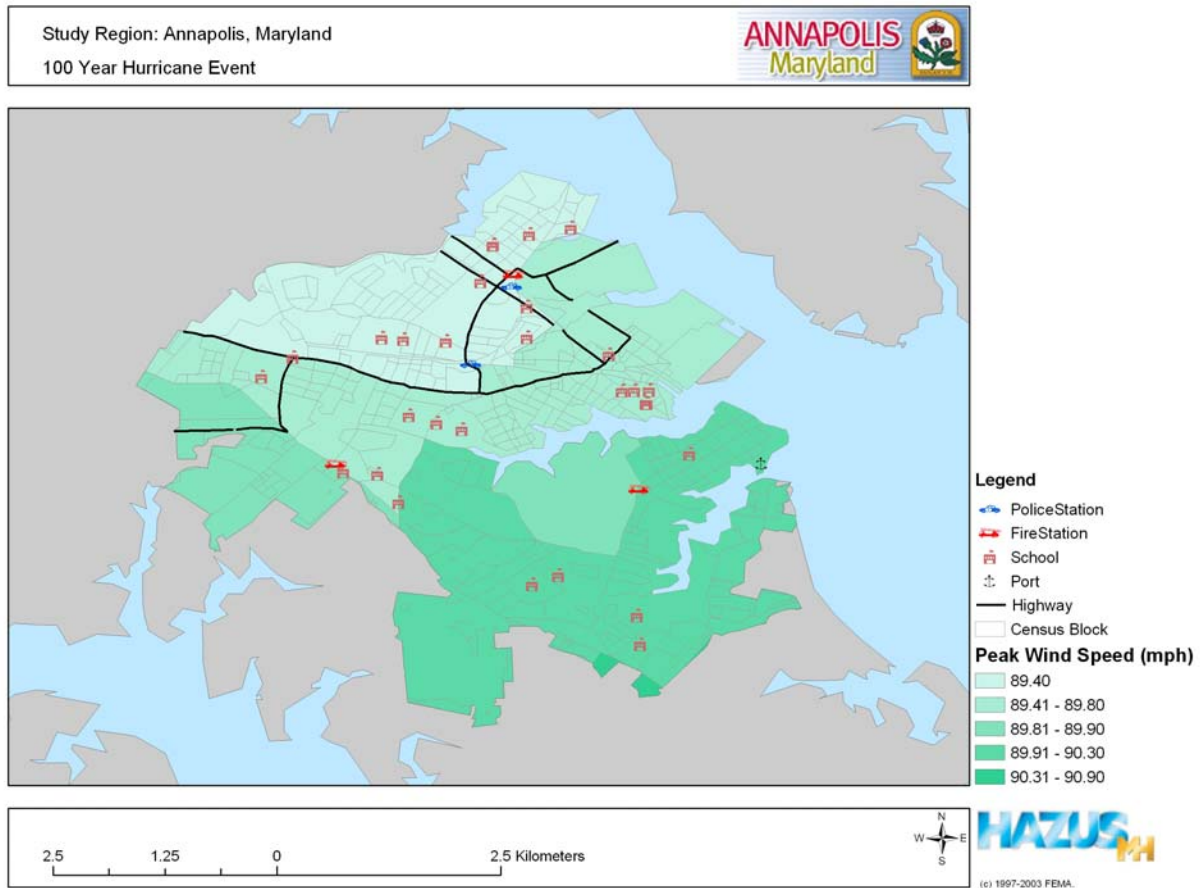 Study Region: Annapolis, Maryland
100 Year Hurricane Event
ANNAPOLIS
Maryland
Legend
PoliceStation
FireStation
School
Port
Highway
Census Block
Peak Wind Speed (mph)
89.40
89.41 - 89.80
89.81 - 89.90
89.91 - 90.30
90.31 - 90.90
N
W E
S
2.5 1.25 0 2.5 Kilometers
HAZUS
MH
(c) 1997-2003 FEMA.